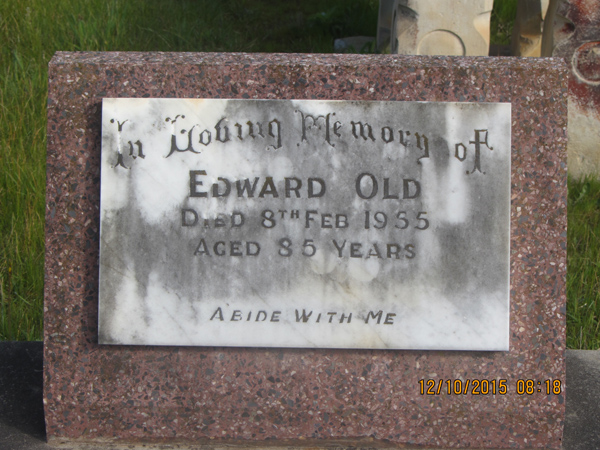 In Loving Memory of
EDWARD OLD
DIED 8TH FEB 1955
AGED 85 YEARS
ABIDE WITH ME
12/10/2015 08:18